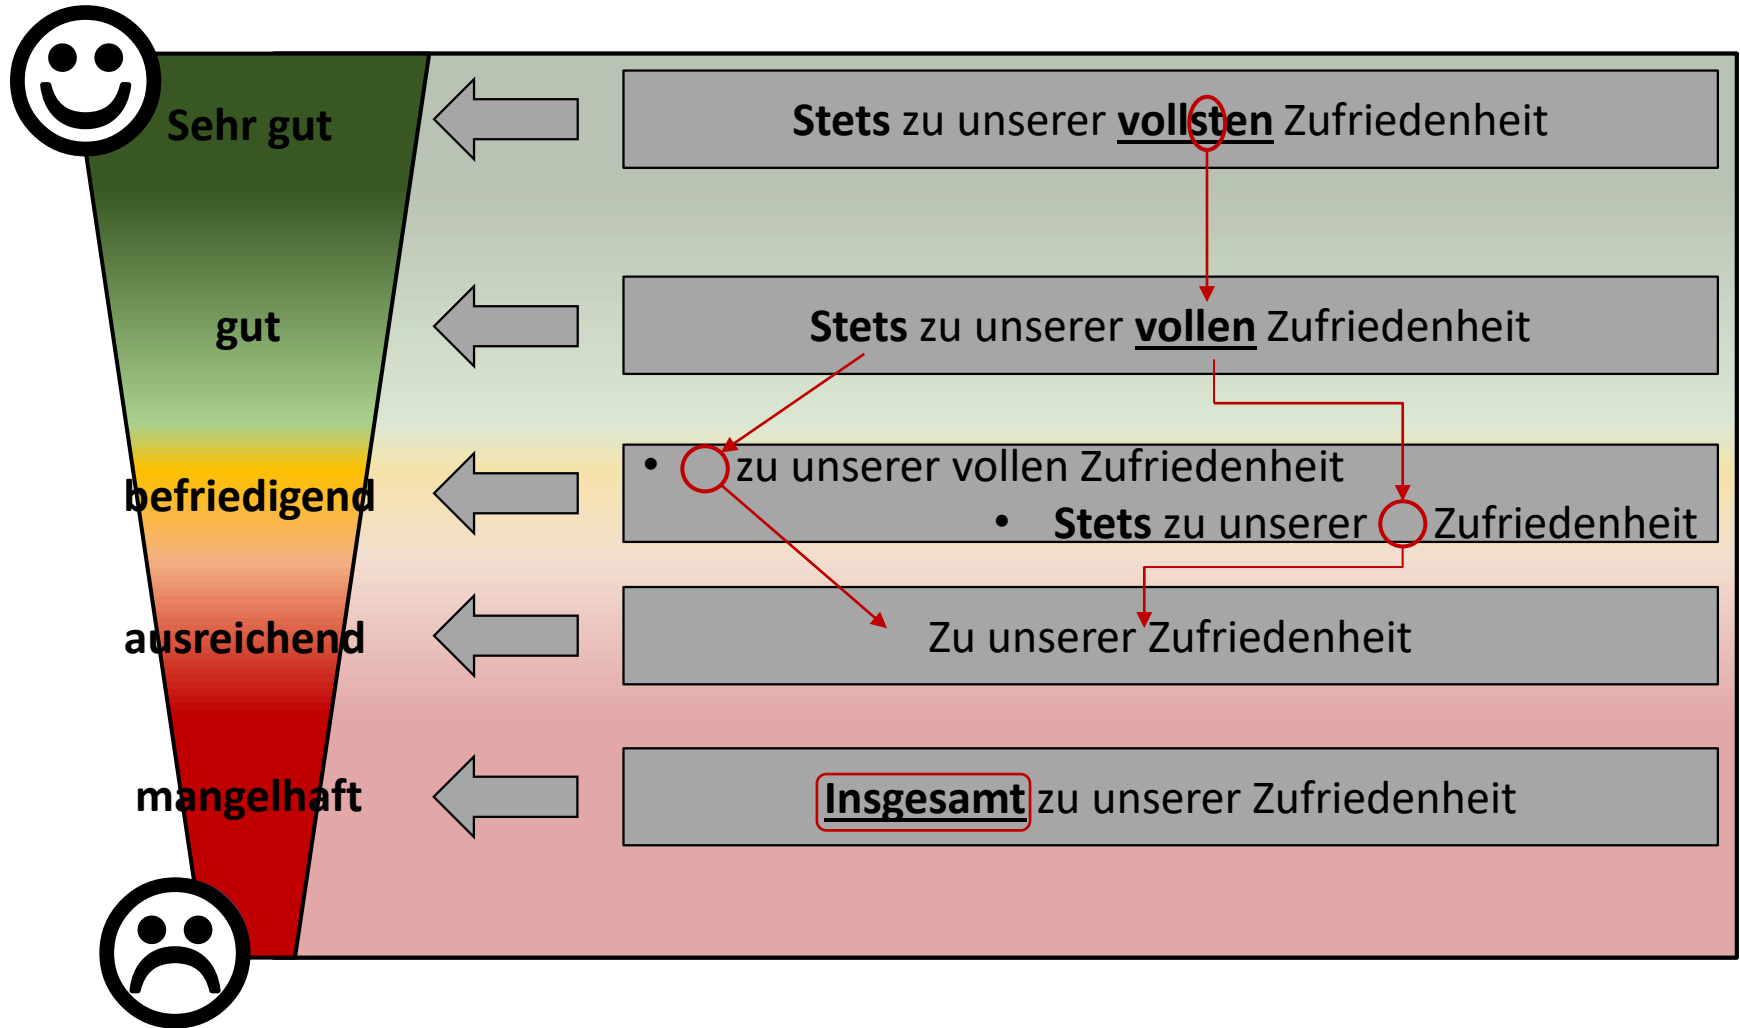 Sehr gut
Stets zu unserer vollsten Zufriedenheit
gut
Stets zu unserer vollen Zufriedenheit
befriedigend
• zu unserer vollen Zufriedenheit
• Stets zu unserer Zufriedenheit
ausreichend
Zu unserer Zufriedenheit
mangelhaft
Insgesamt zu unserer Zufriedenheit